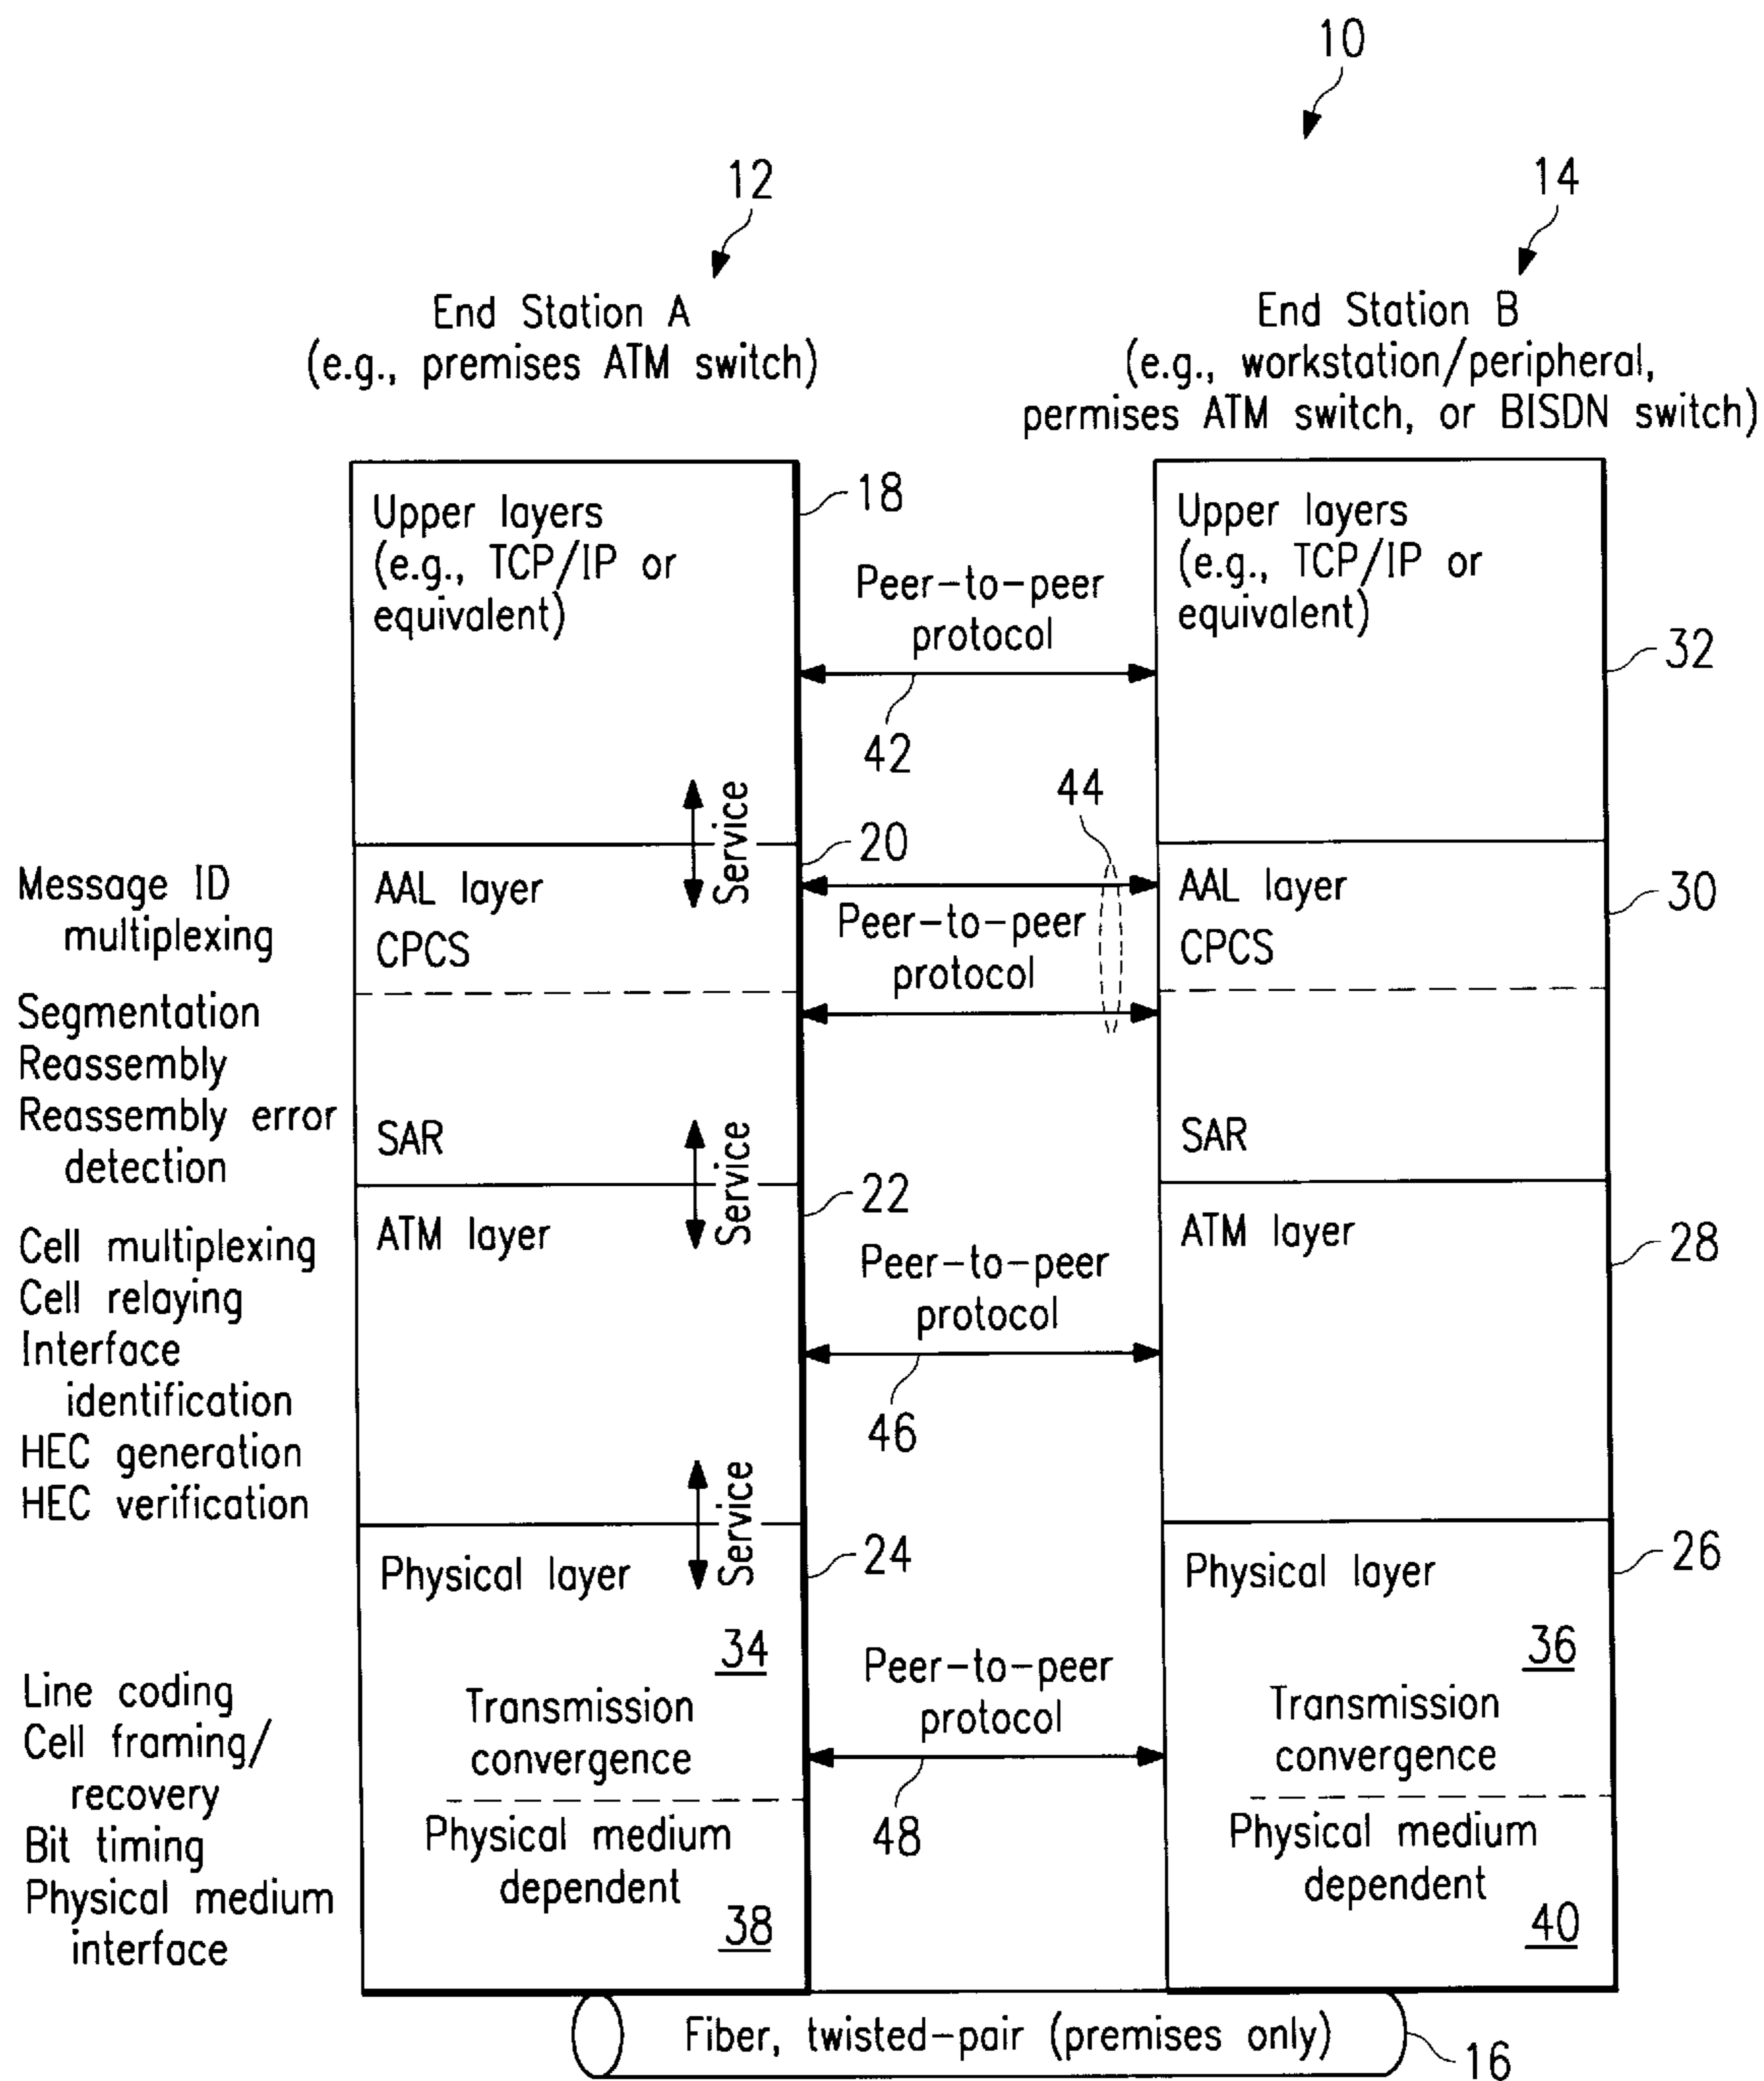 10
12
14
End Station A
(e.g., premises ATM switch)
End Station B
(e.g., workstation/peripheral,
permises ATM switch, or BISDN switch)
Upper layers
(e.g., TCP/IP or
equivalent)
18
Peer-to-peer
protocol
42
Upper layers
(e.g., TCP/IP or
equivalent)
32
Service
20
44
Message ID
multiplexing
AAL layer
CPCS
Peer-to-peer
protocol
AAL layer
CPCS
30
Segmentation
Reassembly
Reassembly error
detection
SAR
Service
SAR
22
Cell multiplexing
Cell relaying
Interface
identification
HEC generation
HEC verification
ATM layer
Peer-to-peer
protocol
46
ATM layer
28
Service
24
Physical layer
Physical layer
26
34
36
Line coding
Cell framing/
recovery
Bit timing
Physical medium
interface
Transmission
convergence
Peer-to-peer
protocol
48
Transmission
convergence
Physical medium
dependent
38
Physical medium
dependent
40
Fiber, twisted-pair (premises only)
16